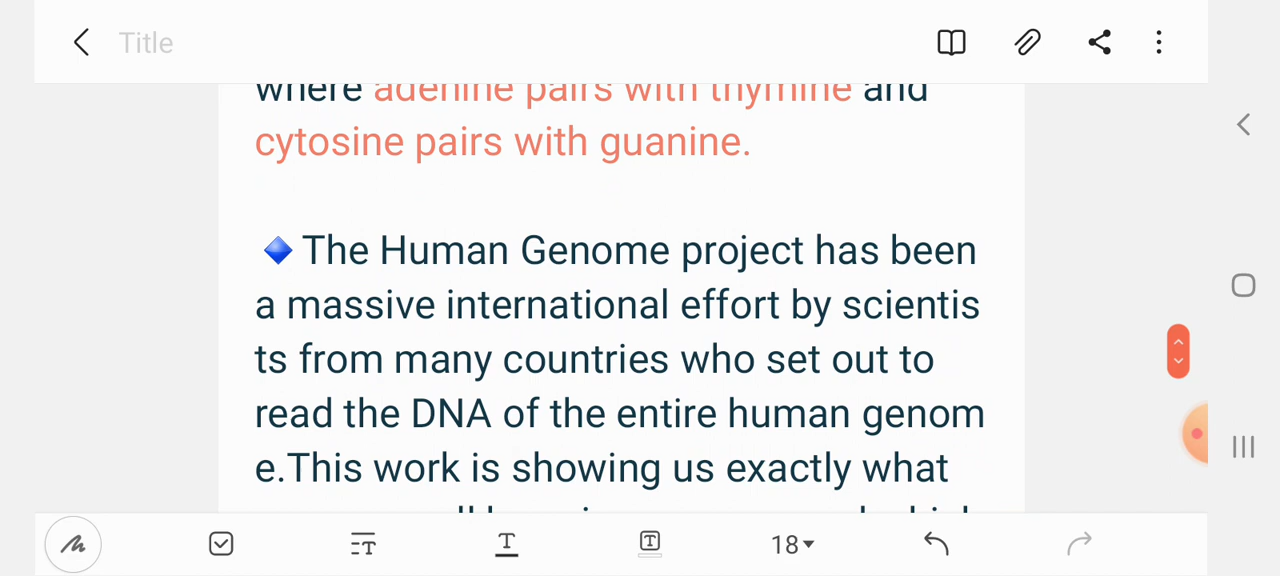 Title
where adenine pairs with thymine and
cytosine pairs with guanine.
The Human Genome project has been
a massive international effort by scientis
ts from many countries who set out to
read the DNA of the entire human genom
e.This work is showing us exactly what
18